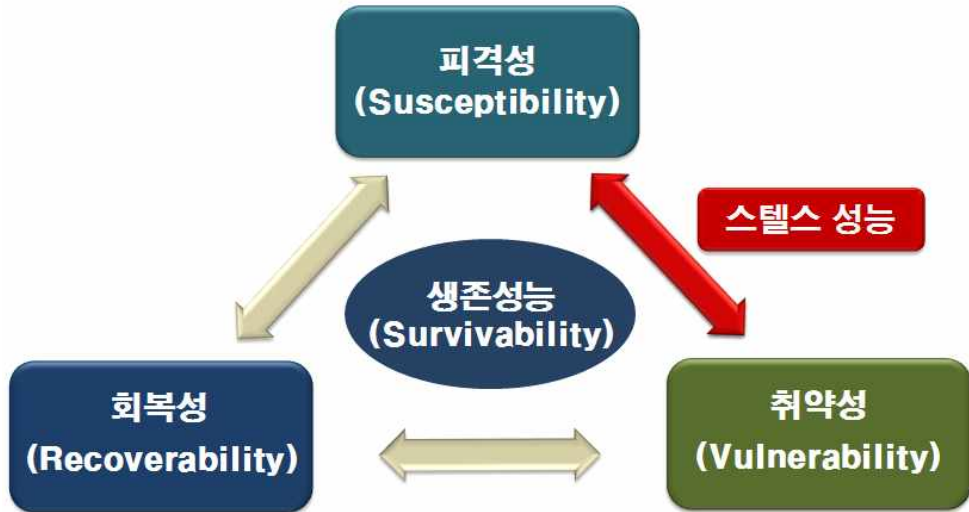 피격성
(Susceptibility)
스텔스 성능
생존성능
(Survivability)
회복성
(Recoverability)
취약성
(Vulnerability)